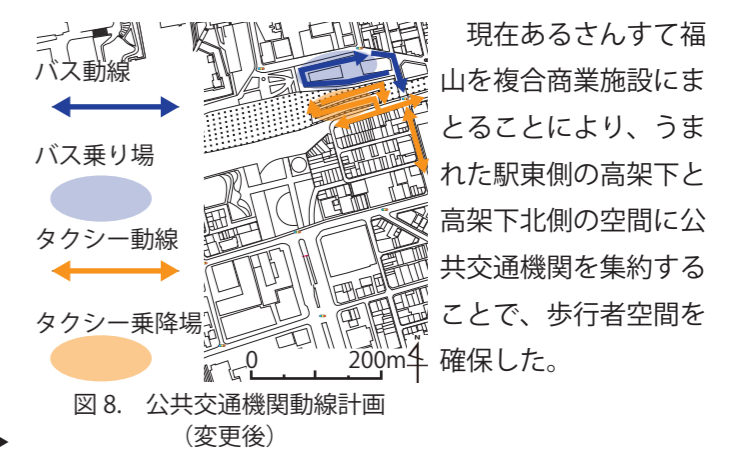 バス動線
バス乗り場
タクシー動線
タクシー乗降場
0 200m
N
図 8. 公共交通機関動線計画
（変更後）
現在あるさんすて福
山を複合商業施設にま
とることにより、うま
れた駅東側の高架下と
高架下北側の空間に公
共交通機関を集約する
ことで、歩行者空間を
確保した。